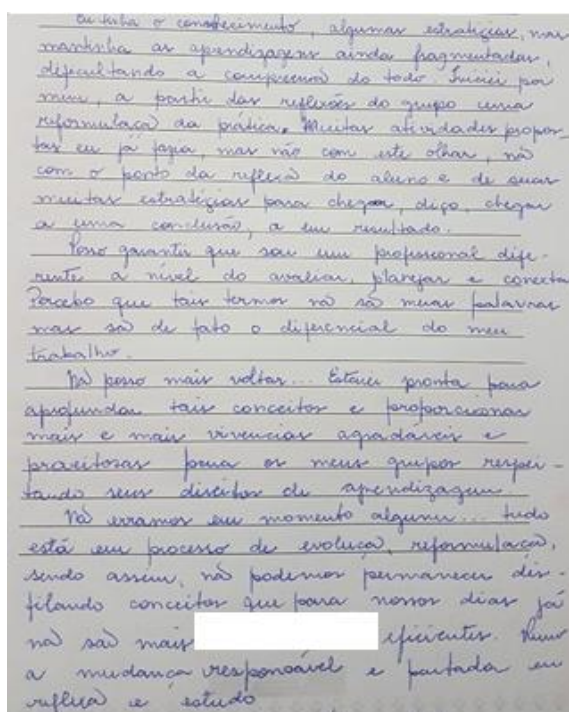 Eu tinha o conhecimento, algumas estratégias, mas
mantinha as aprendizagens ainda fragmentadas,
dificultando a compreensão do todo. Iniciei por
mim, a partir das reflexões do grupo uma
reformulação da prática. Muitas atividades propos-
tas eu já fazia, mas não com este olhar, não
com o ponto da reflexão do aluno e de suas
muitas estratégias para chegar, digo, chegar
a uma conclusão, a um resultado.
Posso garantir que sou um profissional dife-
rente a nível do avaliar, planejar e conectar
Percebo que tais termos não são meras palavras
mas são de fato o diferencial do meu
trabalho.
Não posso mais voltar... Estarei pronta para
aprofundar tais conceitos e proporcionar
mais e mais vivencias agradáveis e
proveitosas para os meus grupos respei-
tando seus direitos de aprendizagem.
Não erramos em momento algum... tudo
está em processo de evolução, reformulação,
sendo assim, não podemos permanecer des-
filando conceitos que para nossos dias já
não são mais eficientes. Rumo
a mudança responsável e pautada em
reflexão e estudo